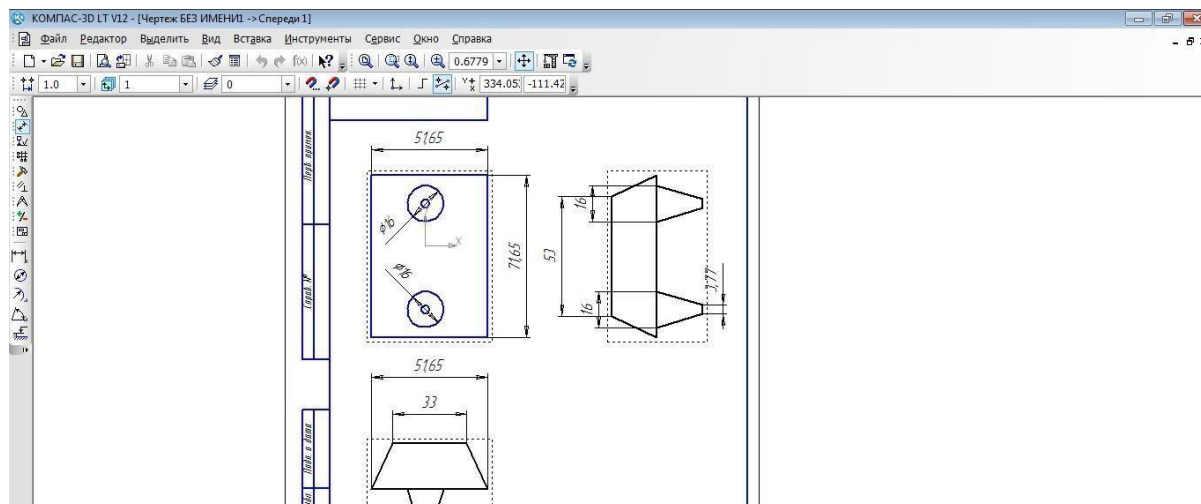 КОМПАС-3D LT V12 - [Чертеж БЕЗ ИМЕНИ1 ->Спереди 1]
Файл Редактор Выделить Вид Вставка Инструменты Сервис Окно Справка
0.6779
1.0 1 0 334.05 -111.42
51,65
Перв. примен.
16
Ø16
X
71,65
53
Ø16
16
3,77
Справ. №
51,65
33
Подп. и дата